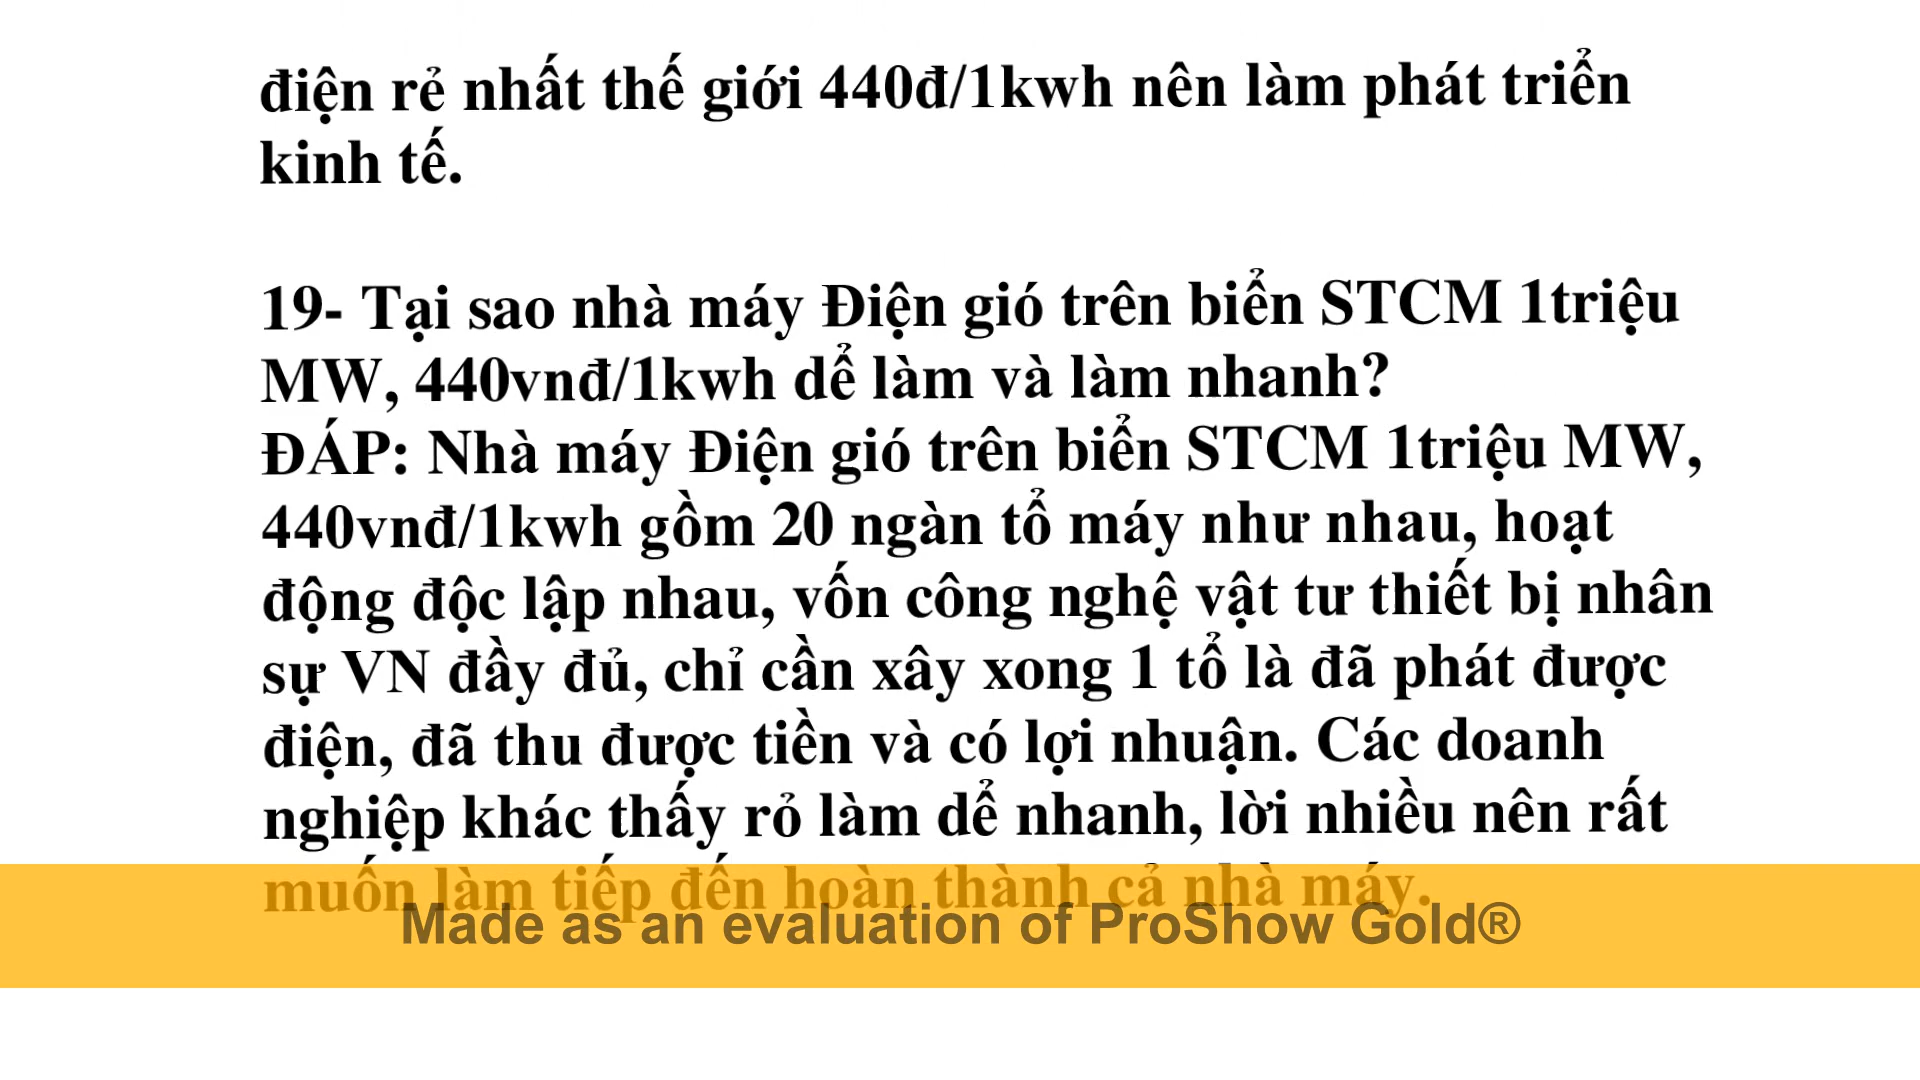 điện rẻ nhất thế giới 440đ/1kwh nên làm phát triển
kinh tế.
19- Tại sao nhà máy Điện gió trên biển STCM 1triệu
MW, 440vnđ/1kwh dể làm và làm nhanh?
ĐÁP: Nhà máy Điện gió trên biển STCM 1triệu MW,
440vnđ/1kwh gồm 20 ngàn tổ máy như nhau, hoạt
động độc lập nhau, vốn công nghệ vật tư thiết bị nhân
sự VN đầy đủ, chỉ cần xây xong 1 tổ là đã phát được
điện, đã thu được tiền và có lợi nhuận. Các doanh
nghiệp khác thấy rỏ làm dể nhanh, lời nhiều nên rất
muốn làm tiếp đến hoàn thành cả nhà máy.
Made as an evaluation of ProShow Gold®